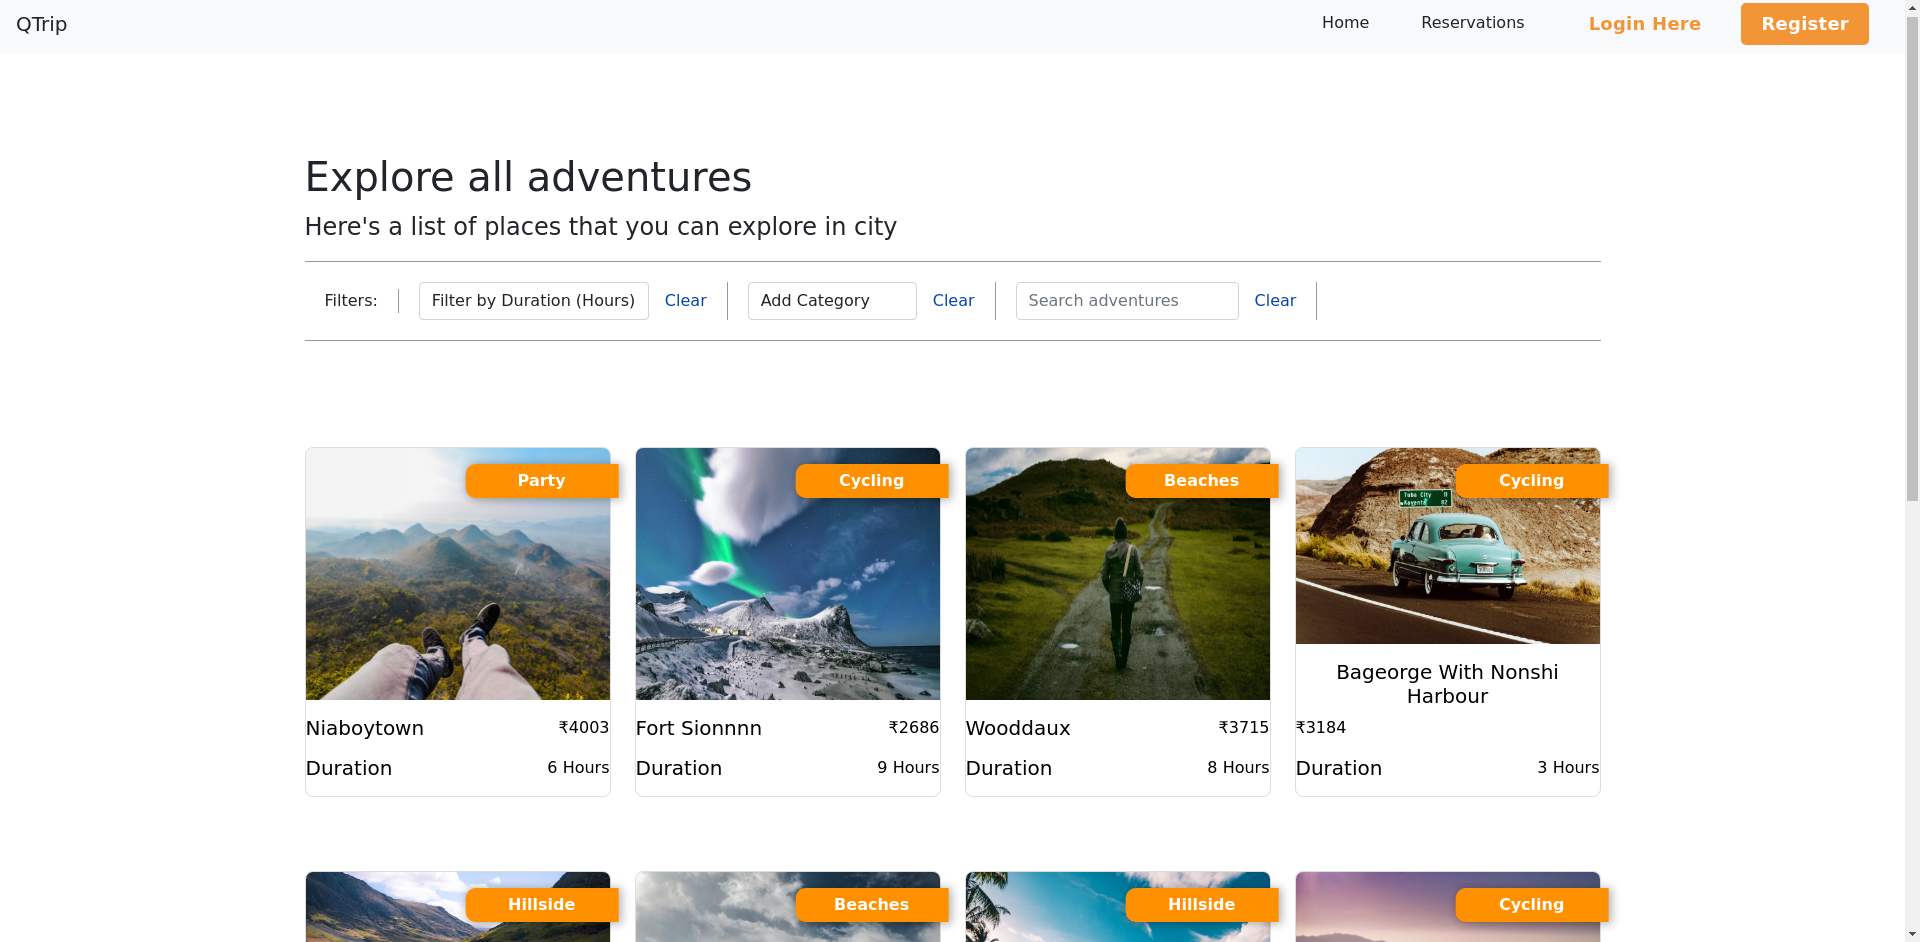 QTrip
Home
Reservations
Login Here
Register
Explore all adventures
Here's a list of places that you can explore in city
Filters:
Filter by Duration (Hours)
Clear
Add Category
Clear
Search adventures
Clear
Party
Niaboytown
₹4003
Duration
6 Hours
Cycling
Fort Sionnnn
₹2686
Duration
9 Hours
Beaches
Wooddaux
₹3715
Duration
8 Hours
Cycling
Tuba City
Kayenta 82
Bageorge With Nonshi
Harbour
₹3184
Duration
3 Hours
Hillside
Beaches
Hillside
Cycling